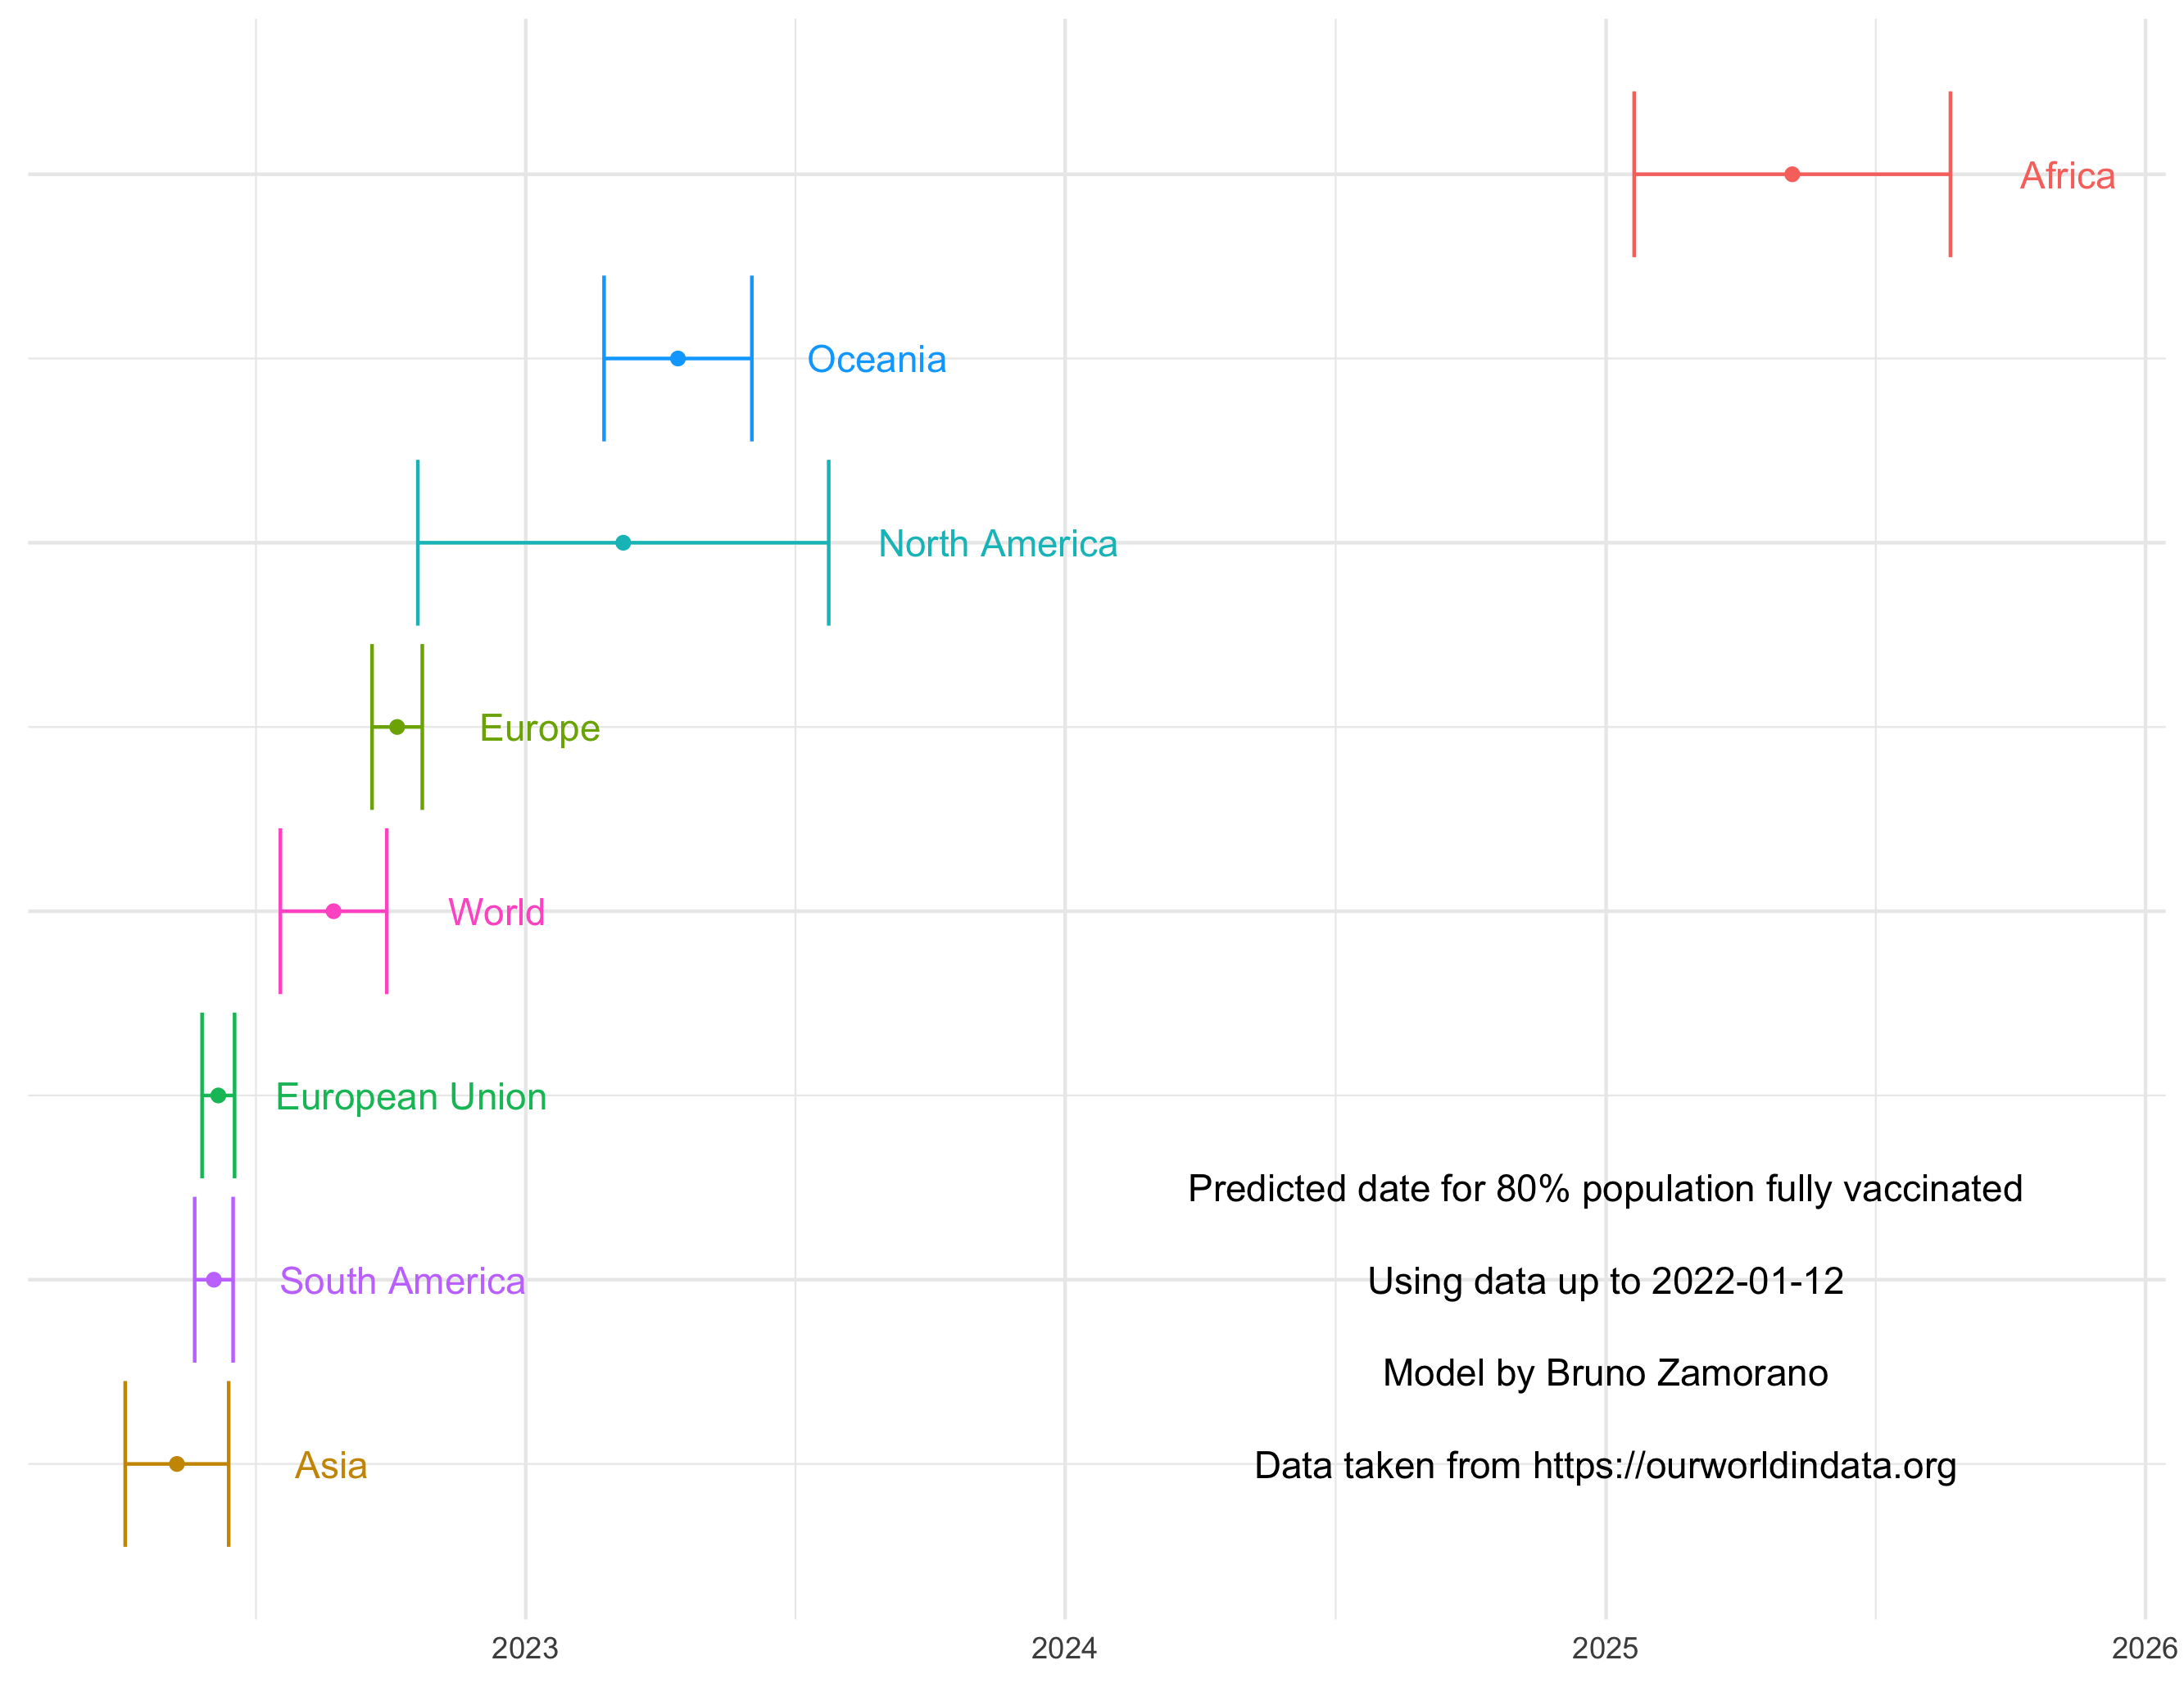 Africa
Oceania
North America
Europe
World
European Union
Predicted date for 80% population fully vaccinated
South America
Using data up to 2022-01-12
Model by Bruno Zamorano
Asia
Data taken from https://ourworldindata.org
2023
2024
2025
2026